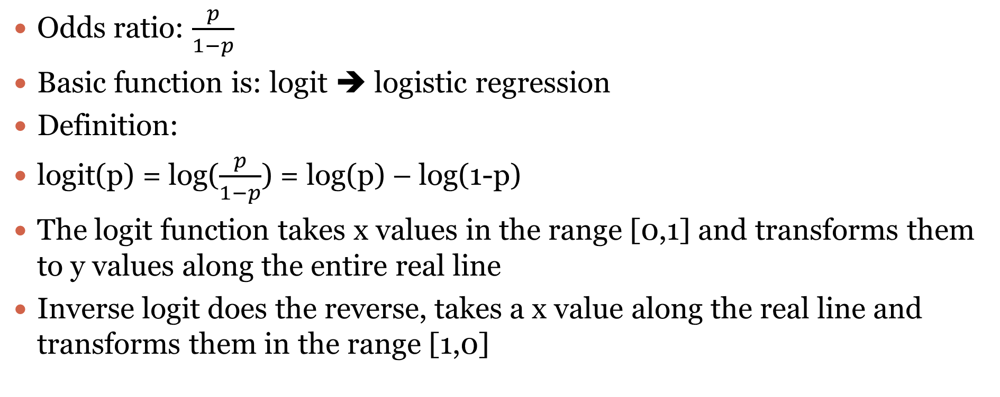 • Odds ratio: p/1−p
• Basic function is: logit ➔ logistic regression
• Definition:
• logit(p) = log(p/1−p) = log(p) – log(1-p)
• The logit function takes x values in the range [0,1] and transforms them
to y values along the entire real line
• Inverse logit does the reverse, takes a x value along the real line and
transforms them in the range [1,0]